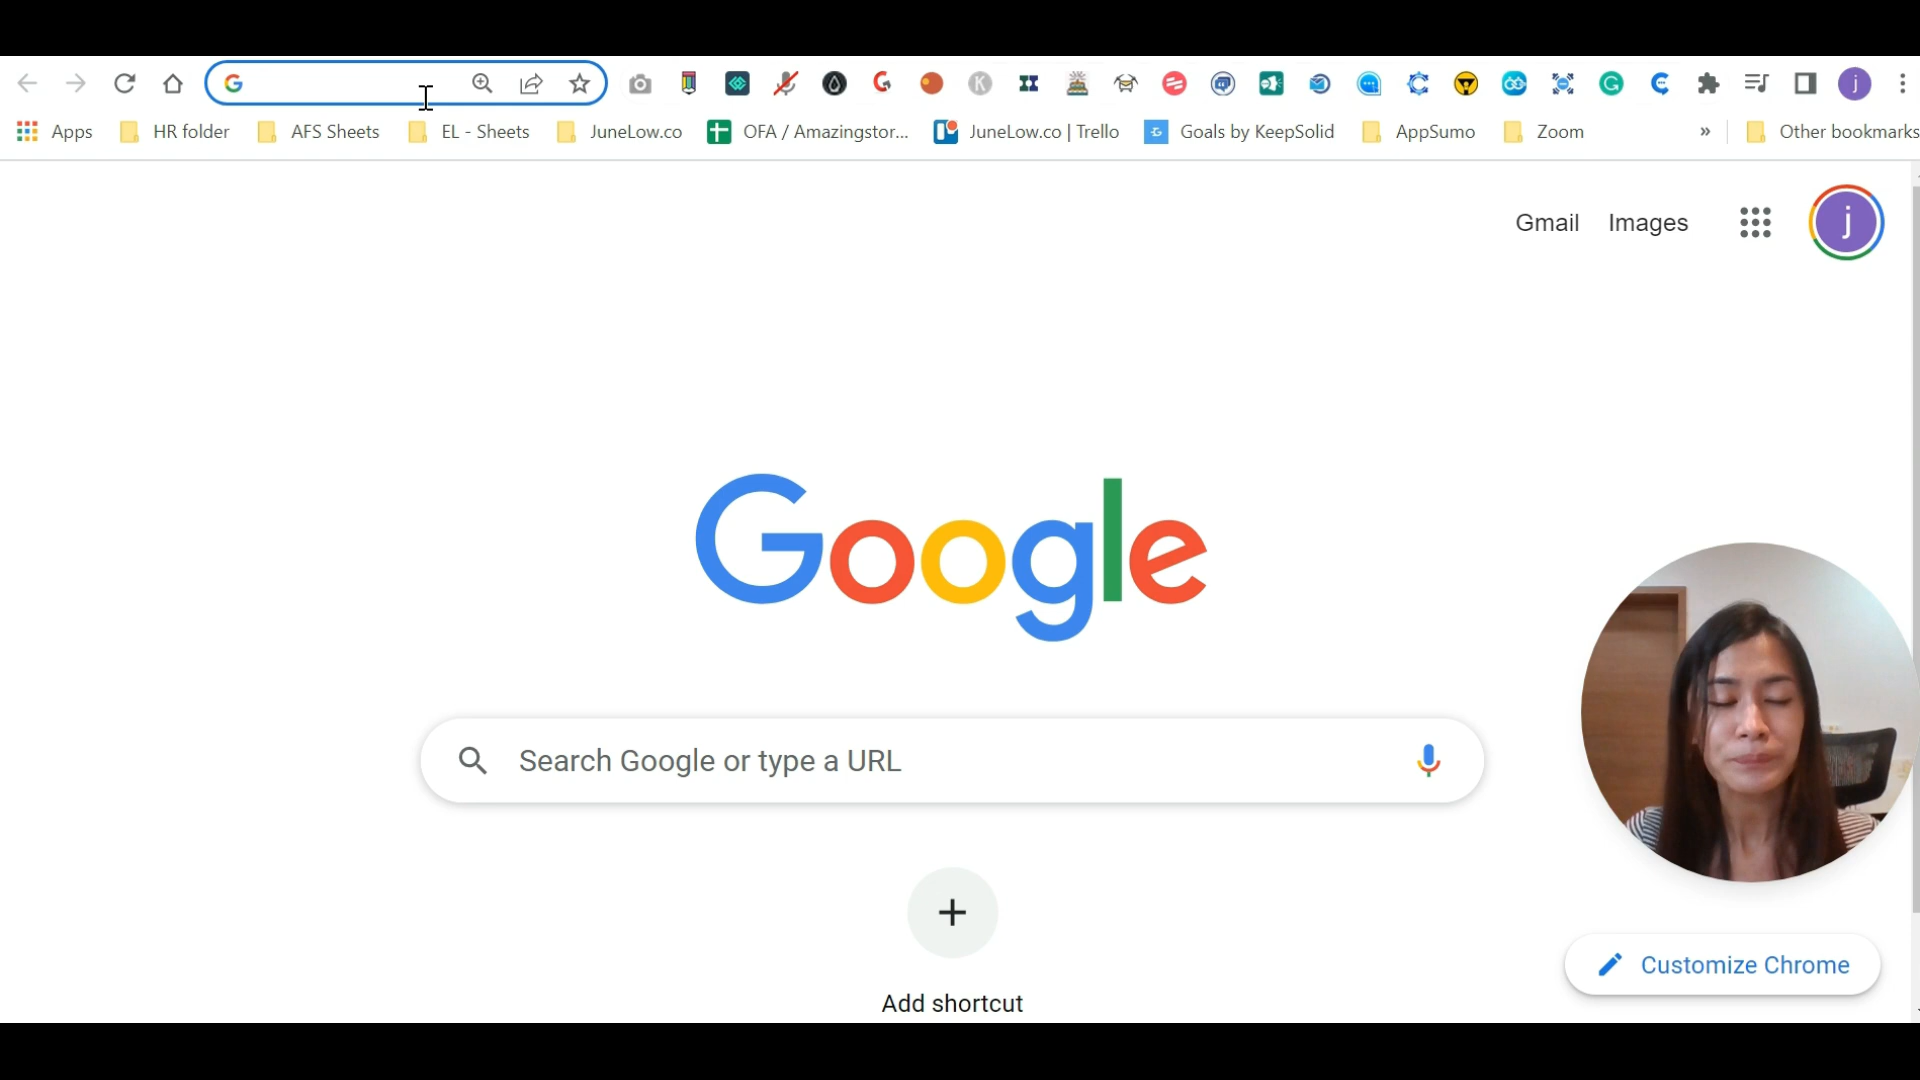 Apps HR folder AFS Sheets EL - Sheets JuneLow.co OFA / Amazingstor... JuneLow.co | Trello Goals by KeepSolid AppSumo Zoom » Other bookmarks
Gmail Images j
Google
Search Google or type a URL
Add shortcut
Customize Chrome